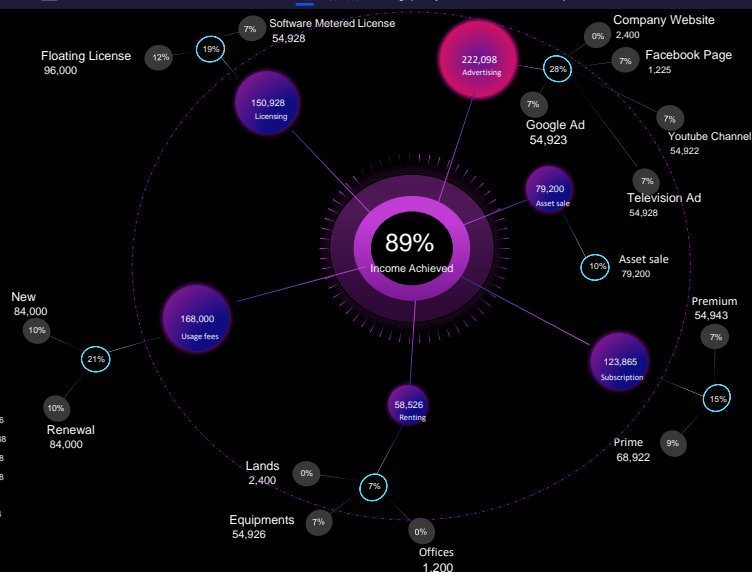 7%
Software Metered License
54,928
19%
Floating License
96,000
12%
150,928
Licensing
222,098
Advertising
28%
0%
Company Website
2,400
7%
Facebook Page
1,225
7%
Google Ad
54,923
7%
Youtube Channel
54,922
7%
Television Ad
54,928
79,200
Asset sale
10%
Asset sale
79,200
89%
Income Achieved
New
84,000
10%
21%
10%
Renewal
84,000
168,000
Usage fees
123,865
Subscription
Premium
54,943
7%
15%
Prime
68,922
9%
58,526
Renting
Lands
2,400
0%
7%
Equipments
54,926
7%
0%
Offices
1,200